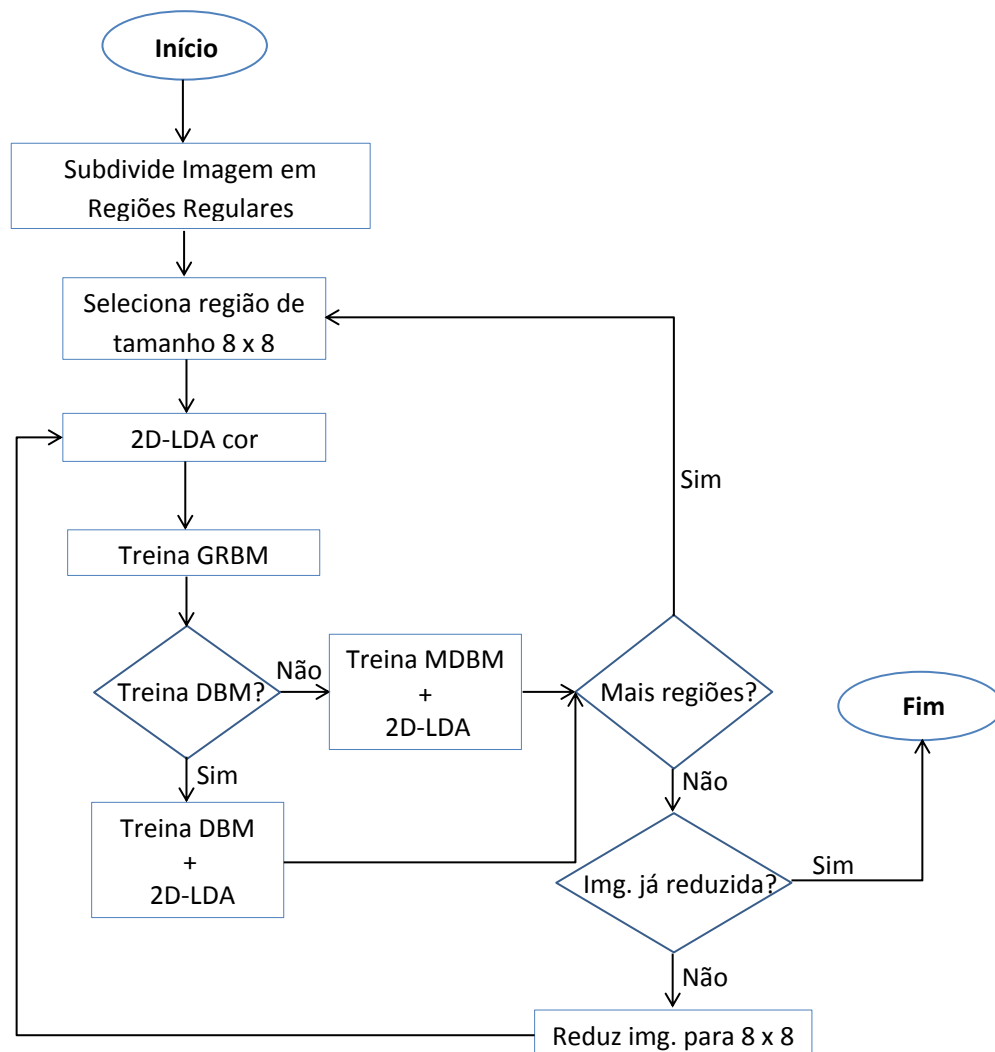 Início
Subdivide Imagem em
Regiões Regulares
Seleciona região de
tamanho 8 x 8
2D-LDA cor
Sim
Treina GRBM
Treina DBM?
Não
Treina MDBM
+
2D-LDA
Mais regiões?
Fim
Sim
Não
Treina DBM
+
2D-LDA
Img. já reduzida?
Sim
Não
Reduz img. para 8 x 8